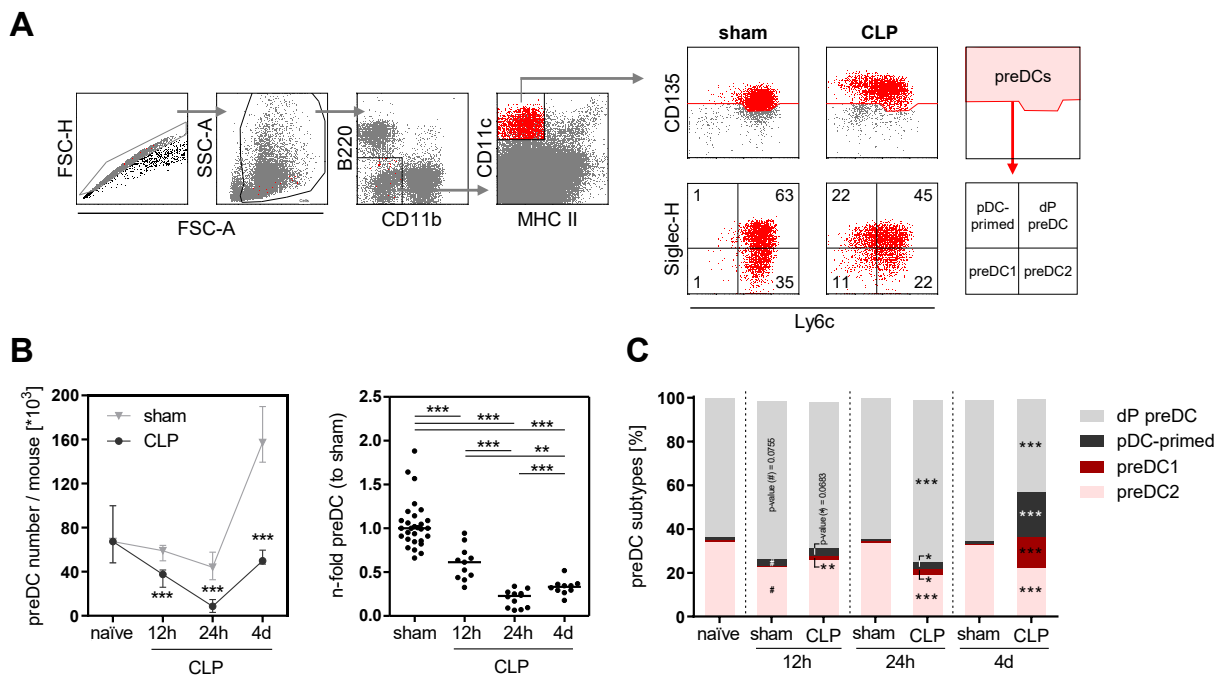 A
sham
CLP
FSC-H
SSC-A
B220
CD11c
CD135
preDCs
FSC-A
CD11b
MHC II
Cells
Siglec-H
1
63
1
35
22
45
11
22
pDC-
primed
dP
preDC
preDC1
preDC2
Ly6c
B
preDC number / mouse [*10³]
200
160
120
80
40
0
sham
CLP
***
***
***
naïve
12h
24h
4d
CLP
n-fold preDC (to sham)
2.5
2.0
1.5
1.0
0.5
0.0
***
***
***
***
**
***
sham
12h
24h
4d
CLP
C
preDC subtypes [%]
100
80
60
40
20
0
p-value (#) = 0.0755
#
#
p-value (*) = 0.0683
**
***
*
*
***
***
***
***
***
naïve
sham
CLP
sham
CLP
sham
CLP
12h
24h
4d
dP preDC
pDC-primed
preDC1
preDC2